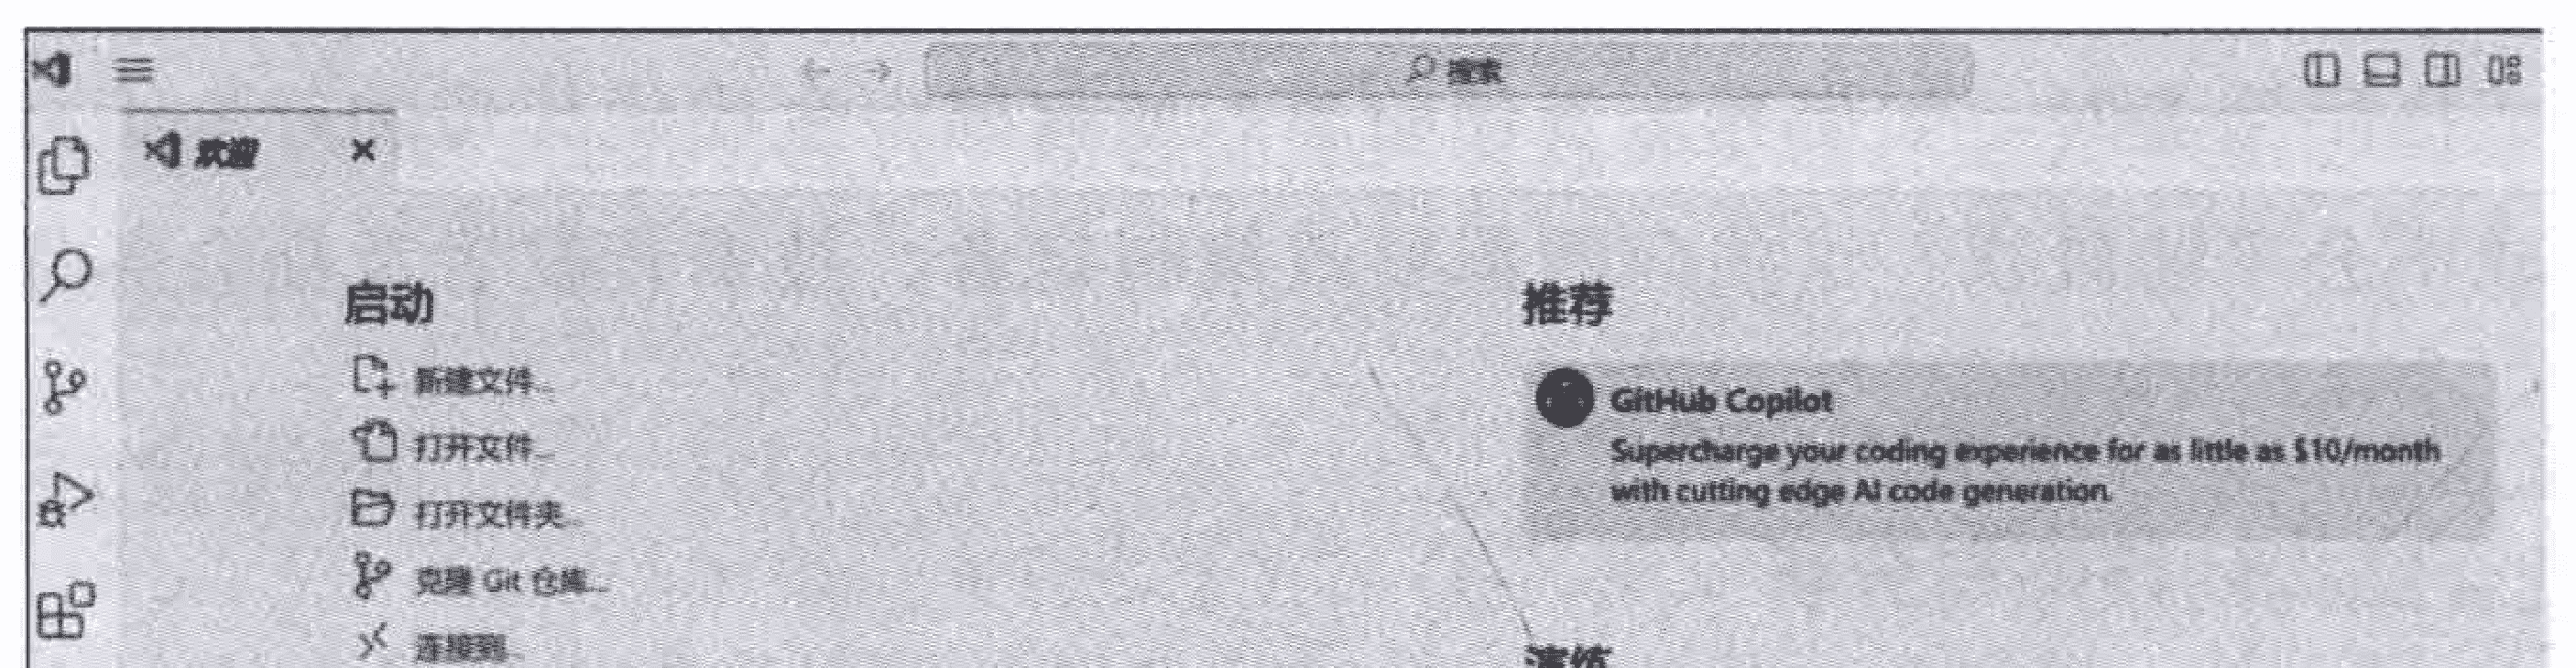 搜索
欢迎
启动
新建文件...
打开文件...
打开文件夹...
克隆 Git 仓库...
连接到...
推荐
GitHub Copilot
Supercharge your coding experience for as little as $10/month
with cutting edge AI code generation.
演练